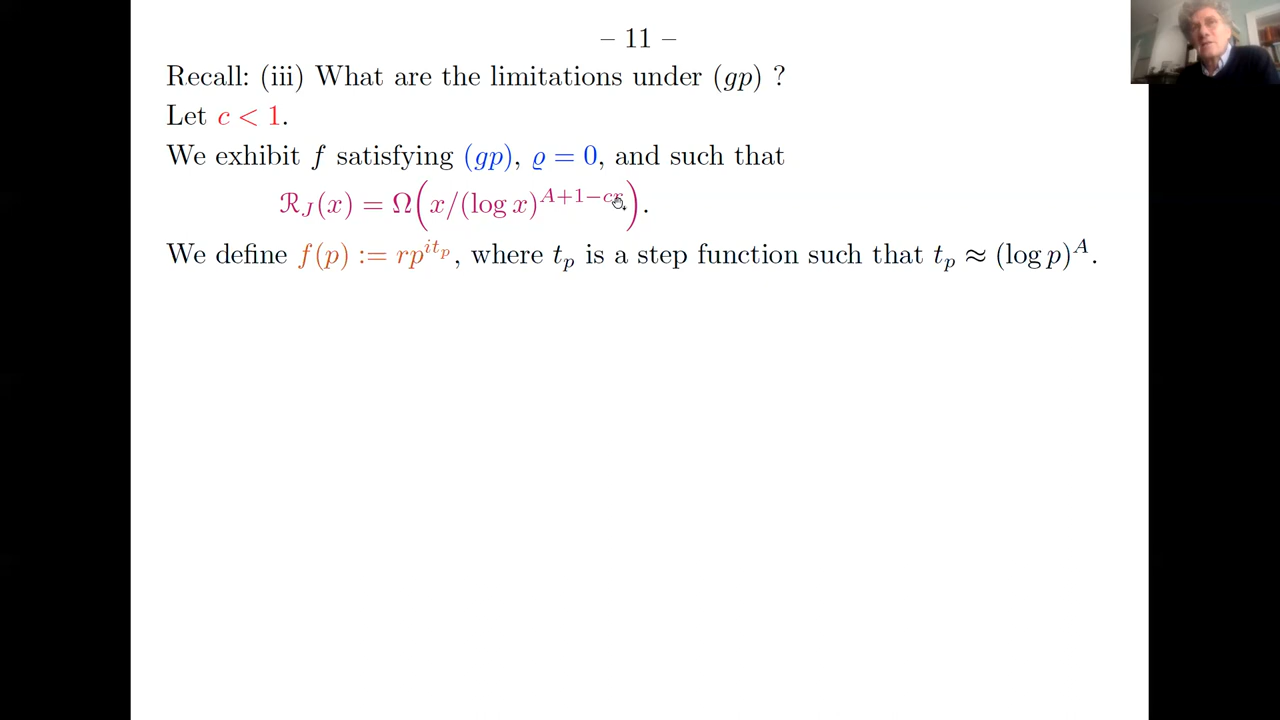 – 11 –
Recall: (iii) What are the limitations under (gp) ?
Let c < 1.
We exhibit f satisfying (gp), ϱ = 0, and such that
ℛ_J(x) = Ω(x/(log x)^{A+1−cr}).
We define f(p) := rp^{it_p}, where t_p is a step function such that t_p ≈ (log p)^A.